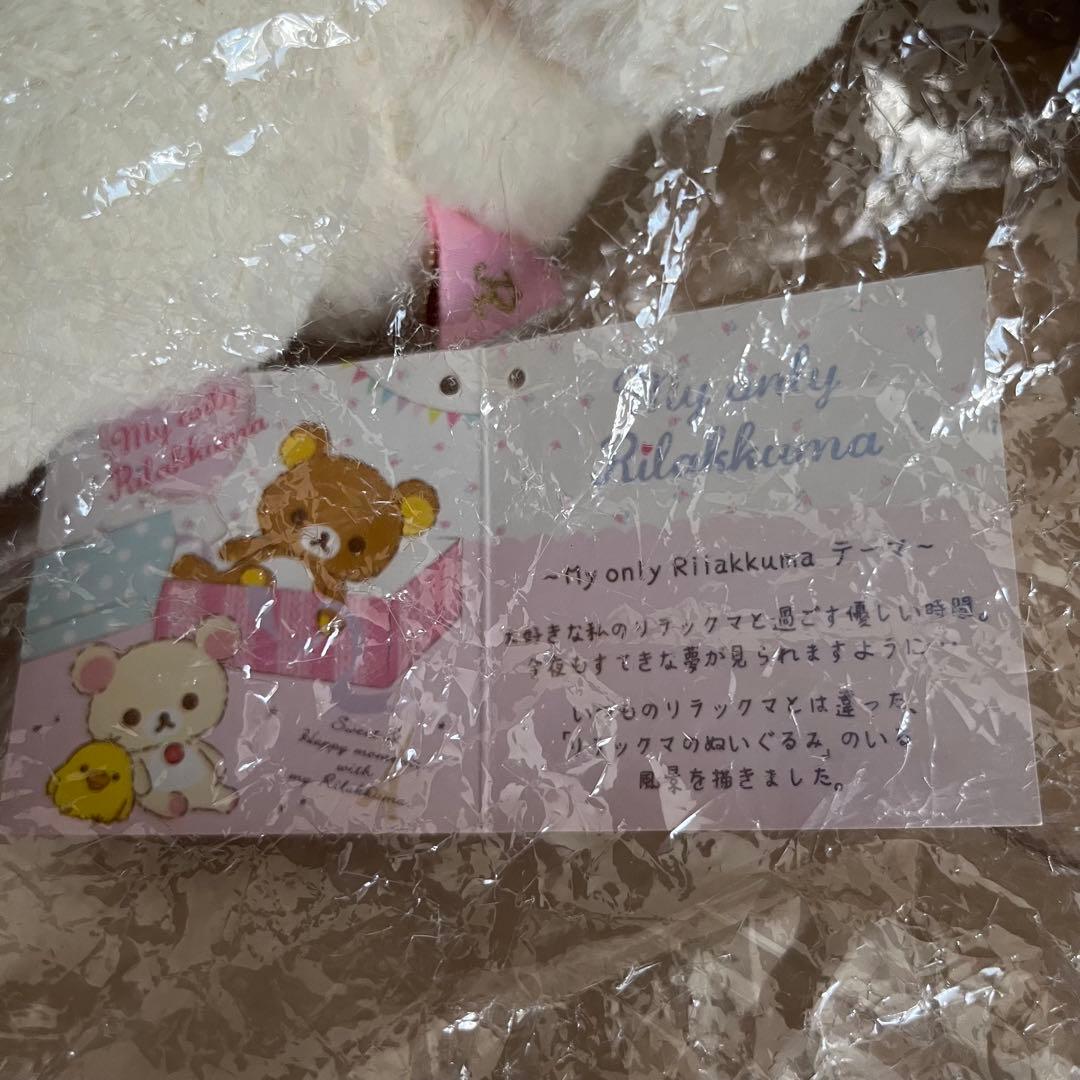 R
My only
Rilakkuma
Sweet &
Happy moment
with
my Rilakkuma
My only
Rilakkuma
~My only Rilakkuma テーマ~
大好きな私のリラックマと過ごす優しい時間。
今夜もすてきな夢が見られますように…
いつものリラックマとは違った、
「リラックマのぬいぐるみ」のいる
風景を描きました。